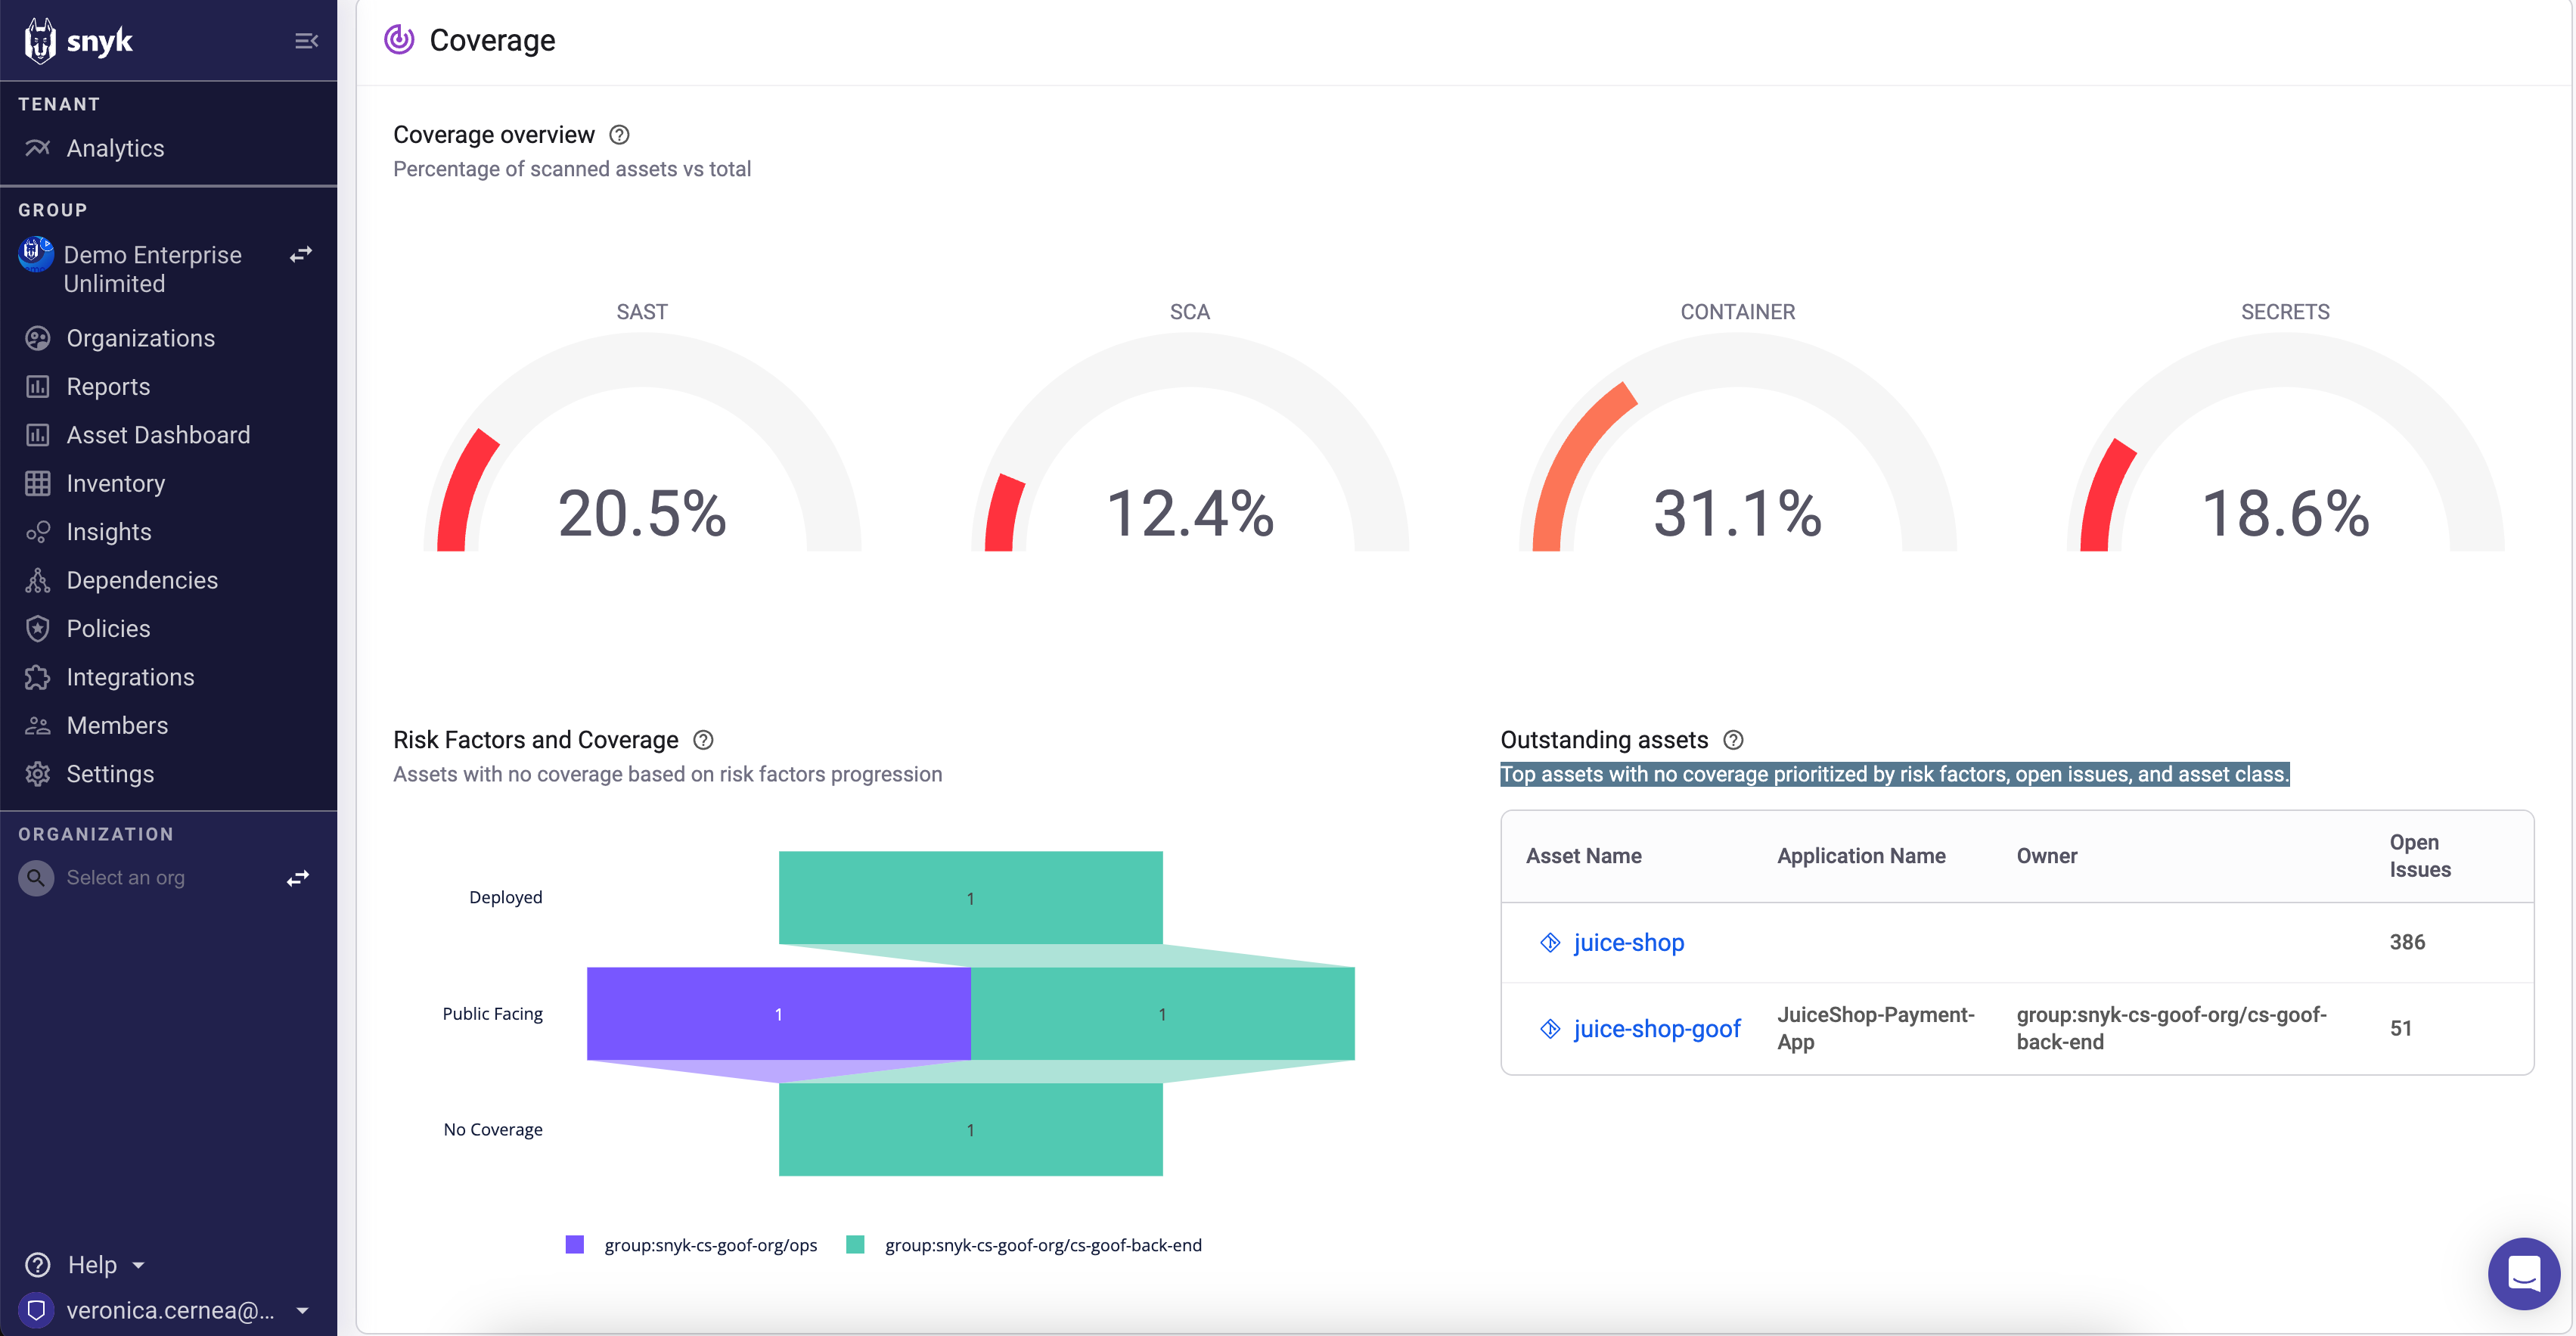 snyk
TENANT
Analytics
GROUP
Demo Enterprise
Unlimited
Organizations
Reports
Asset Dashboard
Inventory
Insights
Dependencies
Policies
Integrations
Members
Settings
ORGANIZATION
Select an org
Help
veronica.cernea@...
Coverage
Coverage overview
Percentage of scanned assets vs total
SAST
20.5%
SCA
12.4%
CONTAINER
31.1%
SECRETS
18.6%
Risk Factors and Coverage
Assets with no coverage based on risk factors progression
Deployed
1
Public Facing
1
1
No Coverage
1
group:snyk-cs-goof-org/ops
group:snyk-cs-goof-org/cs-goof-back-end
Outstanding assets
Top assets with no coverage prioritized by risk factors, open issues, and asset class.
Asset Name
Application Name
Owner
Open
Issues
juice-shop
386
juice-shop-goof
JuiceShop-Payment-
App
group:snyk-cs-goof-org/cs-goof-
back-end
51